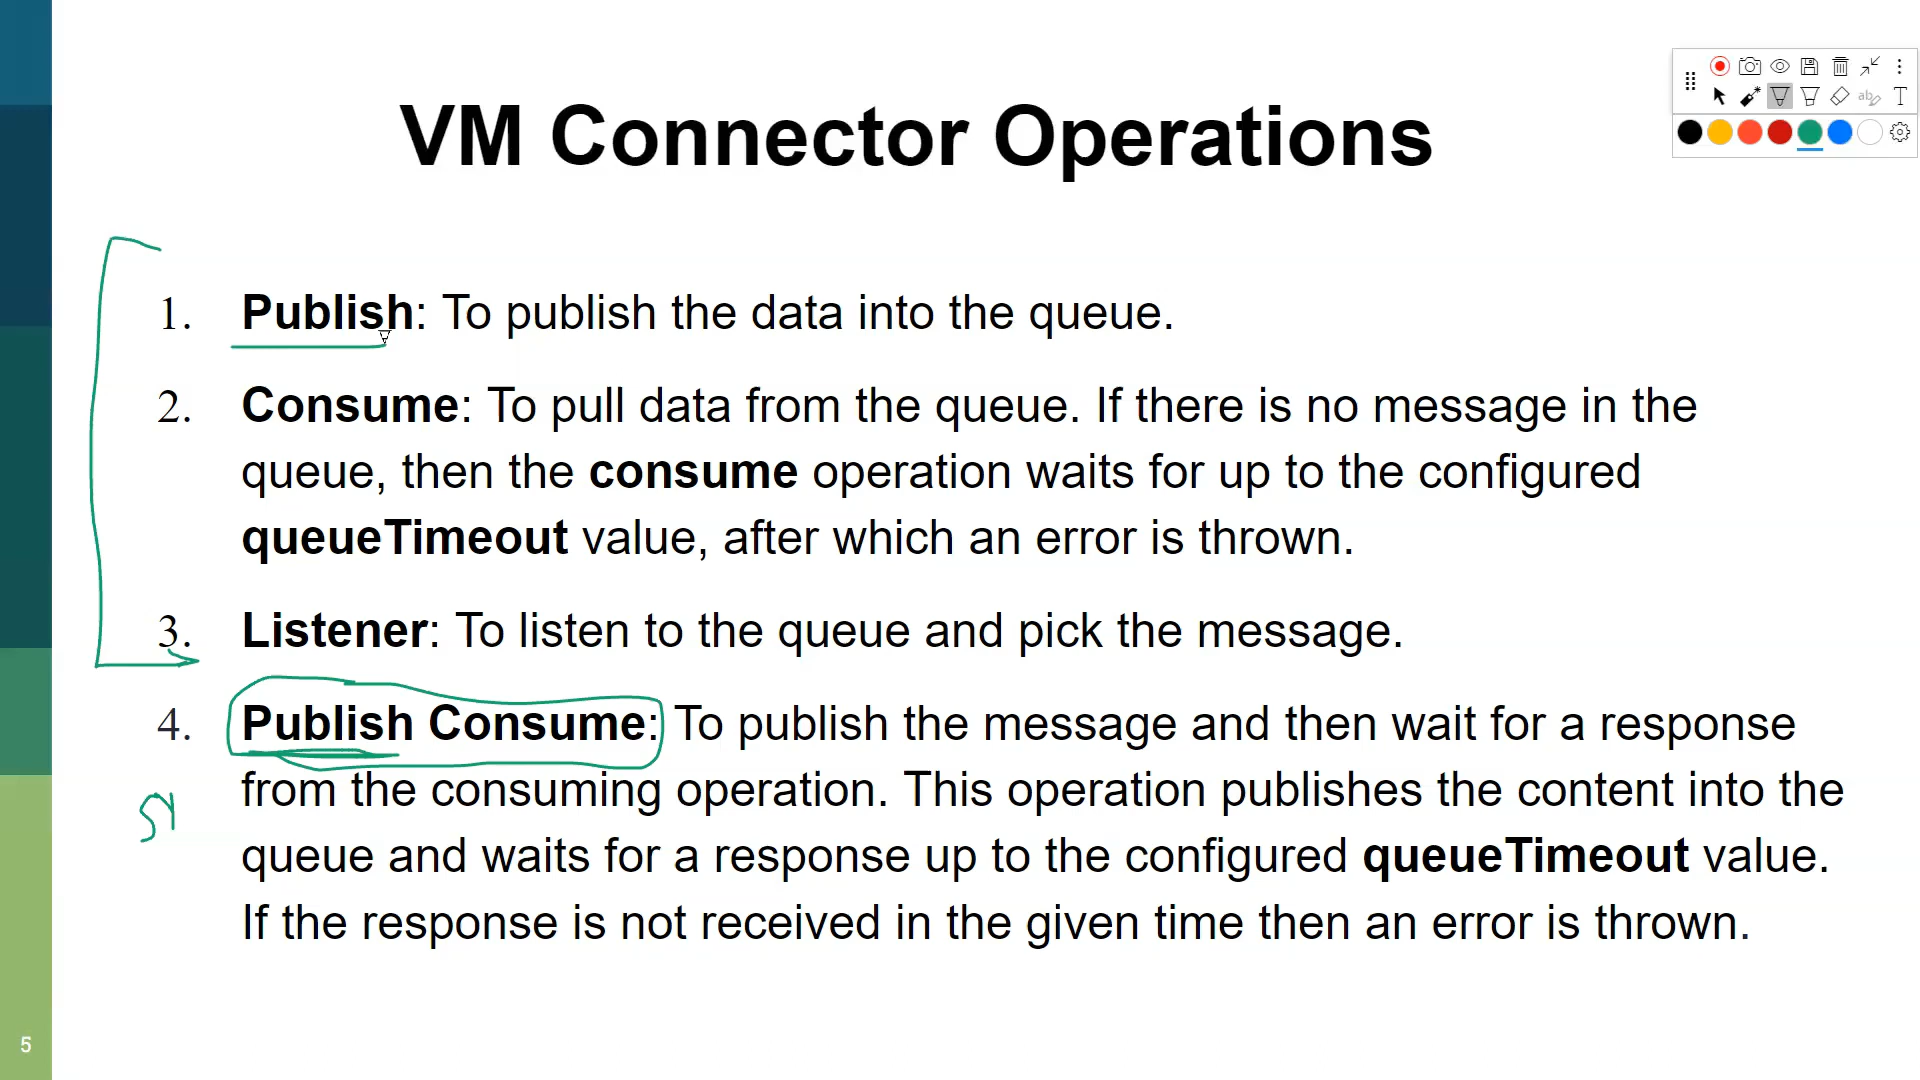 VM Connector Operations
1. Publish: To publish the data into the queue.
2. Consume: To pull data from the queue. If there is no message in the
queue, then the consume operation waits for up to the configured
queueTimeout value, after which an error is thrown.
3. Listener: To listen to the queue and pick the message.
4. Publish Consume: To publish the message and then wait for a response
from the consuming operation. This operation publishes the content into the
queue and waits for a response up to the configured queueTimeout value.
If the response is not received in the given time then an error is thrown.
5